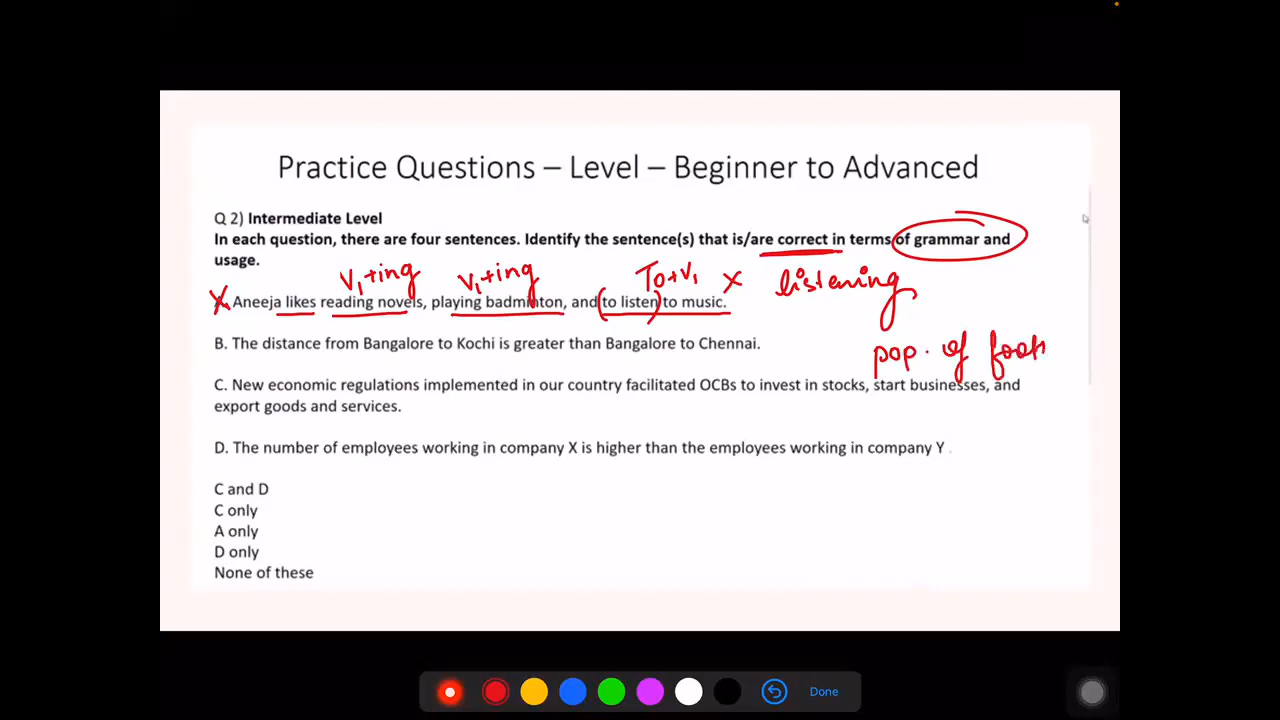 Practice Questions – Level – Beginner to Advanced
Q 2) Intermediate Level
In each question, there are four sentences. Identify the sentence(s) that is/are correct in terms of grammar and
usage.
V1+ing V1+ing To+V1 X listening
A. Aneeja likes reading novels, playing badminton, and (to listen) to music.
B. The distance from Bangalore to Kochi is greater than Bangalore to Chennai.
pop. of
C. New economic regulations implemented in our country facilitated OCBs to invest in stocks, start businesses, and
export goods and services.
D. The number of employees working in company X is higher than the employees working in company Y .
C and D
C only
A only
D only
None of these
Done